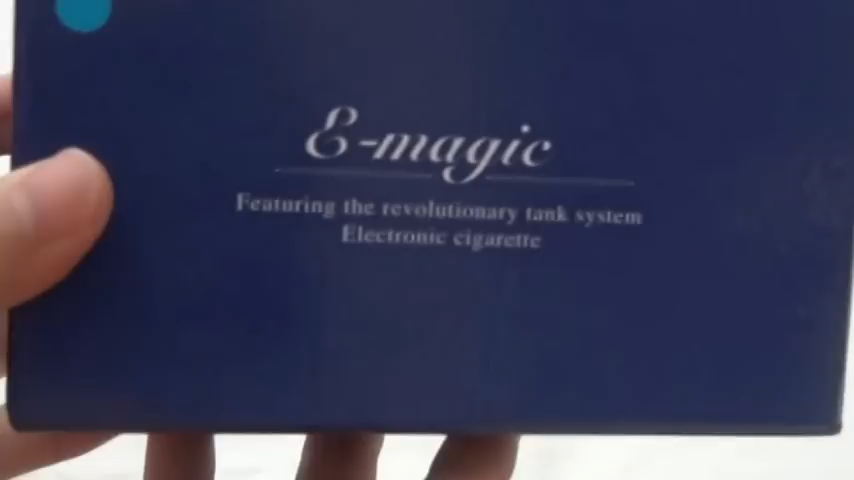 E-magic
Featuring the revolutionary tank system
Electronic cigarette